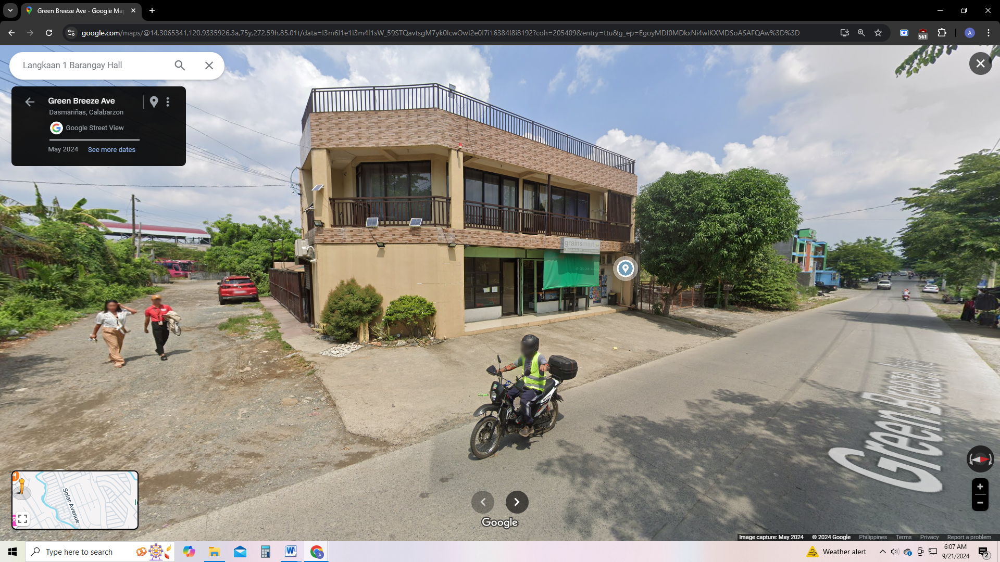 Green Breeze Ave - Google Ma
google.com/maps/@14.3065341,120.9335926,3a,75y,272.59h,85.01t/data=!3m6!1e1!3m4!1sW_59STQavtsgM7yk0IcwOw!2e0!7i16384!8i8192?coh=205409&entry=ttu&g_ep=EgoyMDI0MDkxNi4wIKXMDSoASAFQAw%3D%3D
561
A
Langkaan 1 Barangay Hall
Green Breeze Ave
Dasmariñas, Calabarzon
Google Street View
May 2024 See more dates
grainsmart
Green Breeze Ave
Solar Avenue
Google
Image capture: May 2024 © 2024 Google Philippines Terms Privacy Report a problem
Type here to search
Weather alert
6:07 AM
9/21/2024
2